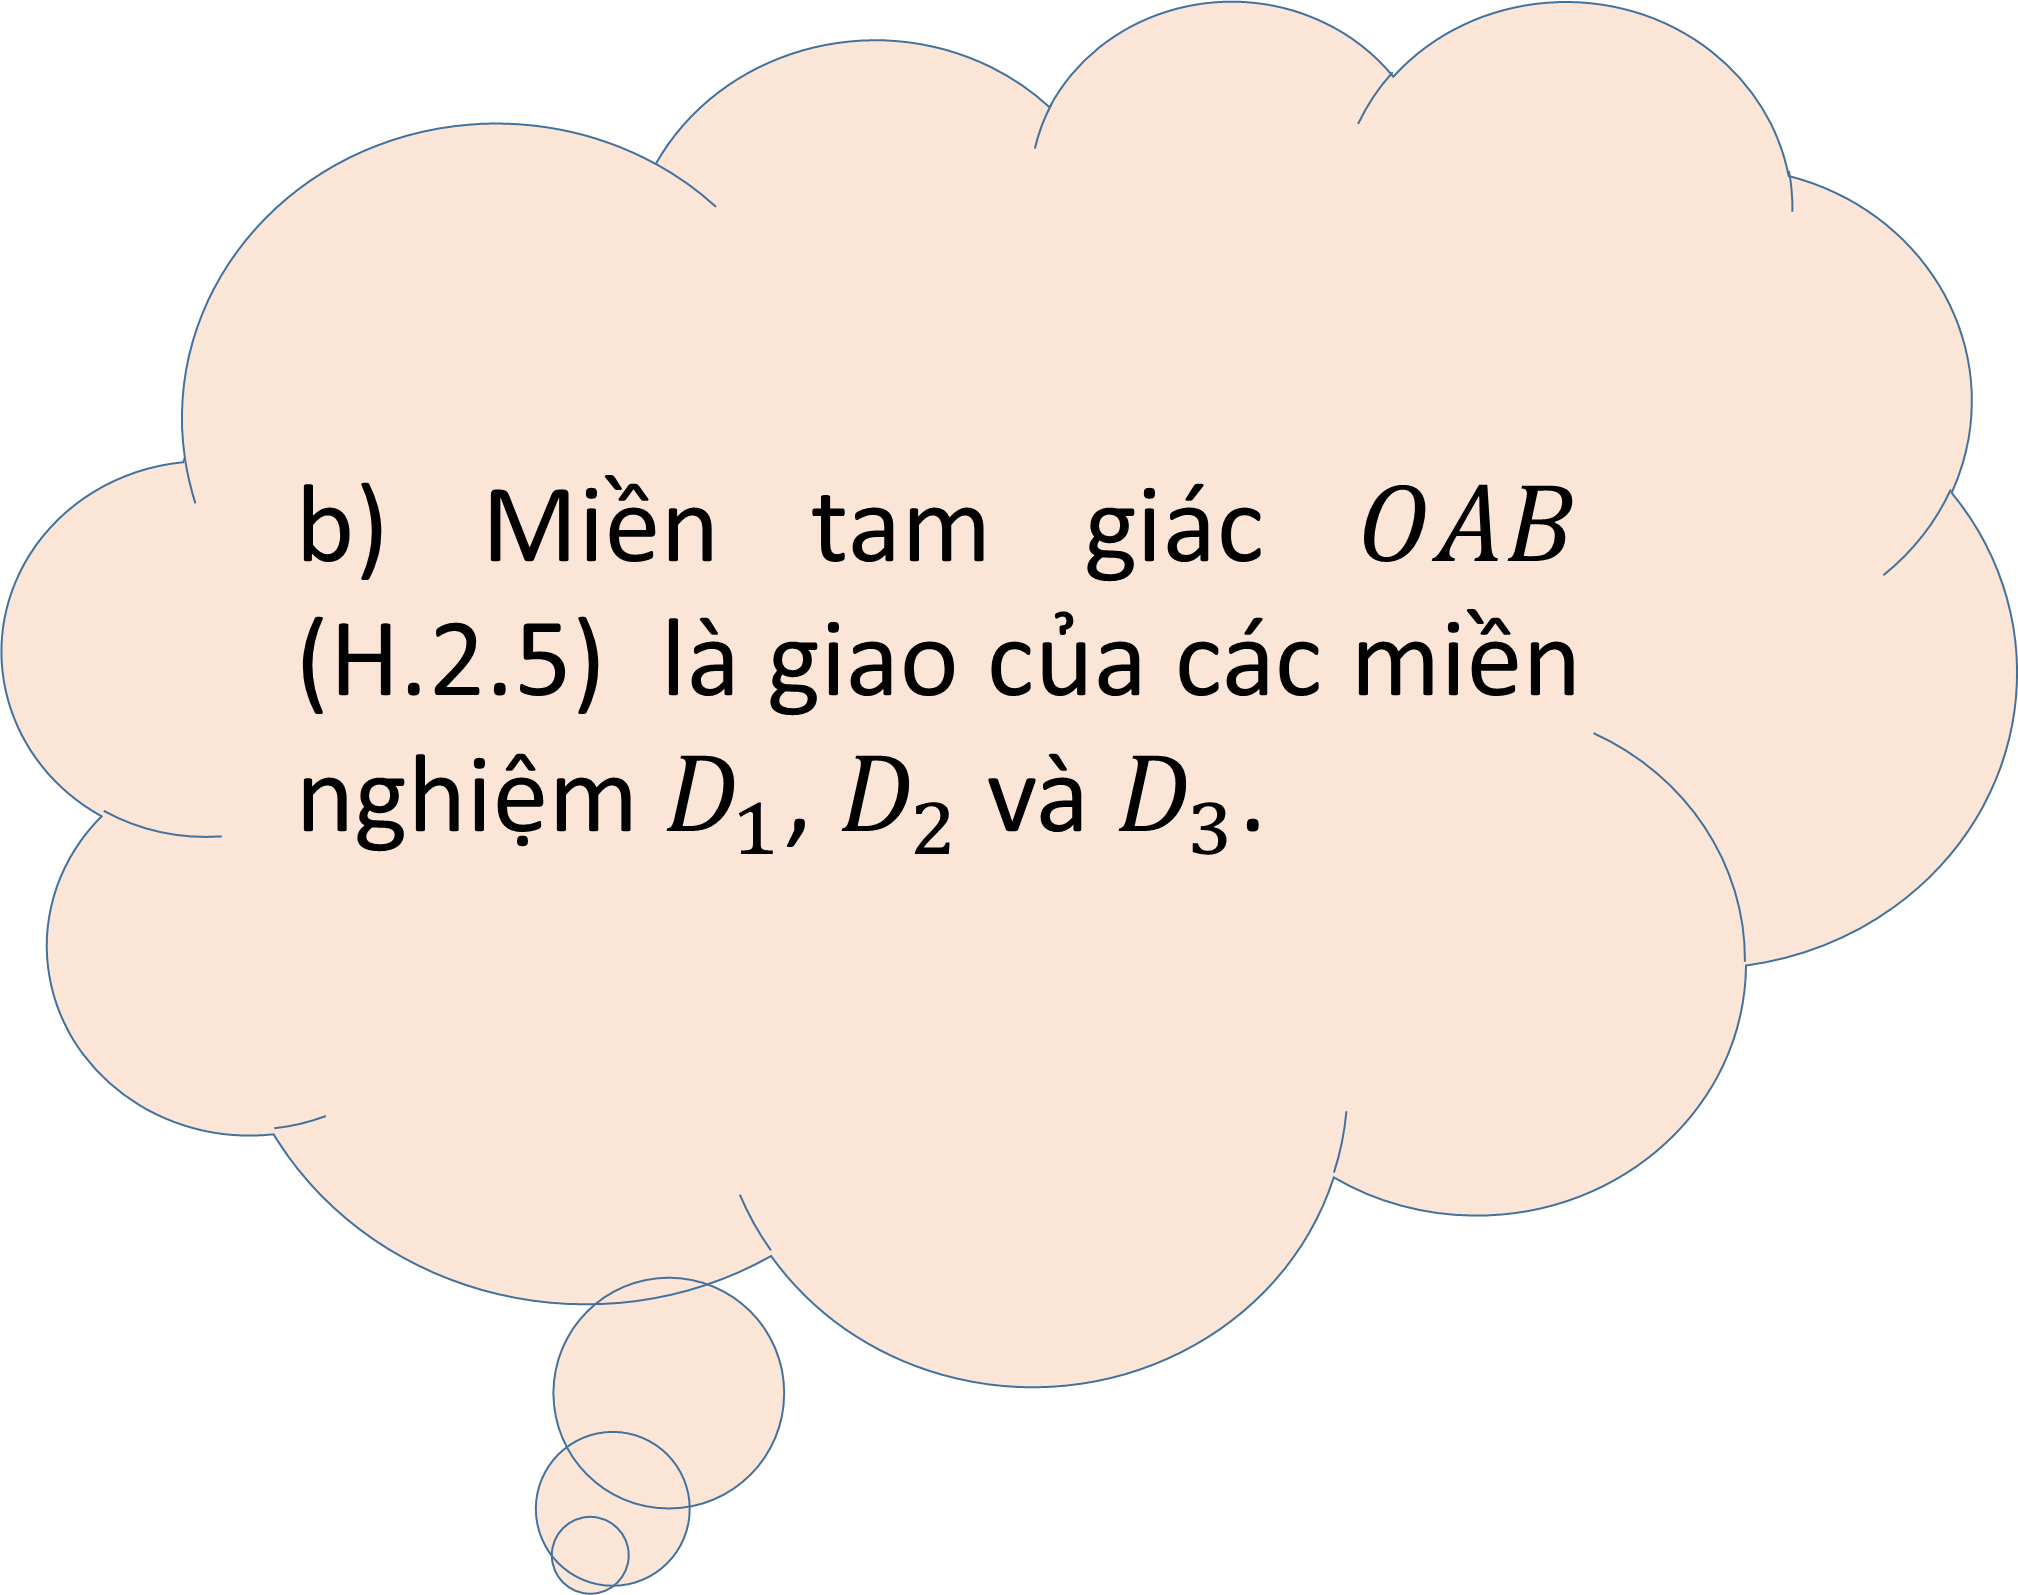 b) Miền tam giác 𝑂𝐴𝐵
(H.2.5) là giao của các miền
nghiệm 𝐷₁, 𝐷₂ và 𝐷₃.